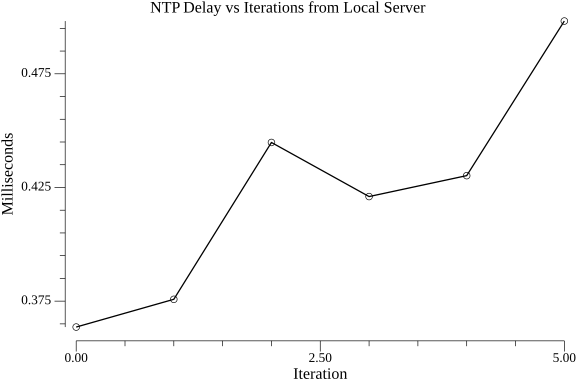 NTP Delay vs Iterations from Local Server
0.475
0.425
0.375
Milliseconds
0.00
2.50
5.00
Iteration